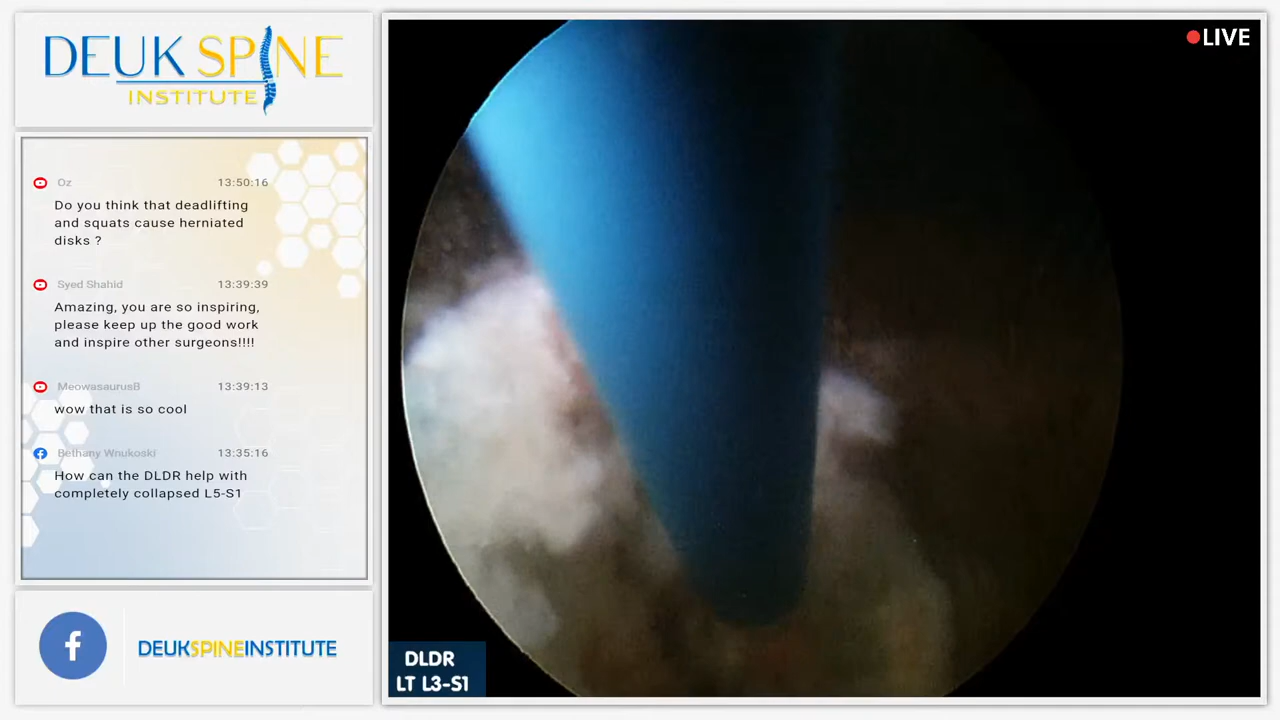 DEUK SPINE
INSTITUTE
Oz 13:50:16
Do you think that deadlifting
and squats cause herniated
disks ?
Syed Shahid 13:39:39
Amazing, you are so inspiring,
please keep up the good work
and inspire other surgeons!!!!
MeowasaurusB 13:39:13
wow that is so cool
Bethany Wnukoski 13:35:16
How can the DLDR help with
completely collapsed L5-S1
f
DEUKSPINEINSTITUTE
LIVE
DLDR
LT L3-S1